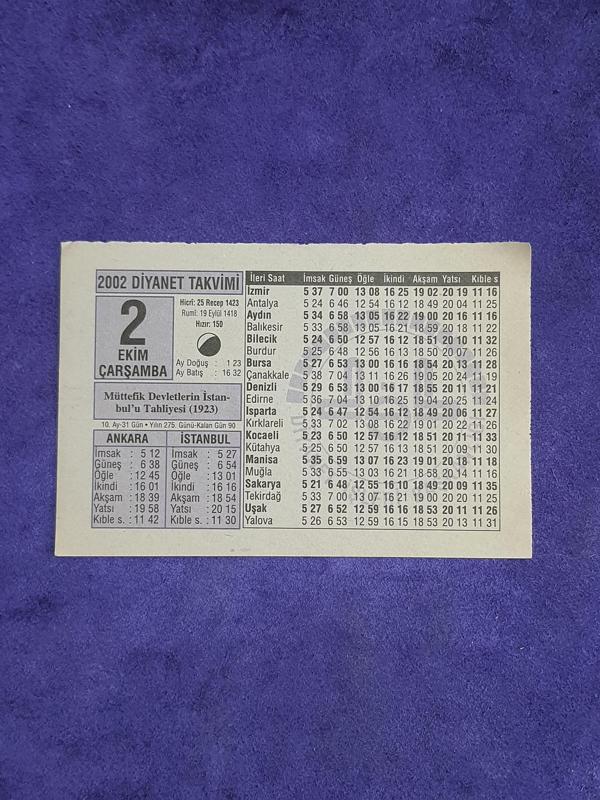 2002 DİYANET TAKVİMİ
2
EKİM
ÇARŞAMBA
Hicrî: 25 Recep 1423
Rumî: 19 Eylül 1418
Hızır: 150
Ay Doğuş : 1 23
Ay Batış : 16 32
Müttefik Devletlerin İstan-
bul'u Tahliyesi (1923)
10. Ay-31 Gün • Yılın 275. Günü-Kalan Gün 90
ANKARA
İmsak : 5 12
Güneş : 6 38
Öğle : 12 45
İkindi : 16 01
Akşam : 18 39
Yatsı : 19 58
Kıble s. : 11 42
İSTANBUL
İmsak : 5 27
Güneş : 6 54
Öğle : 13 01
İkindi : 16 16
Akşam : 18 54
Yatsı : 20 15
Kıble s. : 11 30
İleri Saat İmsak Güneş Öğle İkindi Akşam Yatsı Kıble s
İzmir 5 37 7 00 13 08 16 25 19 02 20 19 11 16
Antalya 5 24 6 46 12 54 16 12 18 49 20 04 11 25
Aydın 5 34 6 58 13 05 16 22 19 00 20 16 11 16
Balıkesir 5 33 6 58 13 05 16 21 18 59 20 18 11 22
Bilecik 5 24 6 50 12 57 16 12 18 51 20 10 11 32
Burdur 5 25 6 48 12 56 16 13 18 50 20 07 11 26
Bursa 5 27 6 53 13 00 16 16 18 54 20 13 11 28
Çanakkale 5 38 7 04 13 11 16 26 19 05 20 24 11 19
Denizli 5 29 6 53 13 00 16 17 18 55 20 11 11 21
Edirne 5 36 7 04 13 10 16 25 19 04 20 25 11 24
Isparta 5 24 6 47 12 54 16 12 18 49 20 06 11 27
Kırklareli 5 33 7 02 13 08 16 22 19 01 20 22 11 26
Kocaeli 5 23 6 50 12 57 16 12 18 51 20 11 11 33
Kütahya 5 25 6 50 12 57 16 13 18 51 20 09 11 30
Manisa 5 35 6 59 13 07 16 23 19 01 20 18 11 18
Muğla 5 33 6 55 13 03 16 21 18 58 20 14 11 16
Sakarya 5 21 6 48 12 55 16 10 18 49 20 09 11 35
Tekirdağ 5 33 7 00 13 07 16 21 19 00 20 20 11 25
Uşak 5 27 6 52 12 59 16 16 18 53 20 11 11 26
Yalova 5 26 6 53 12 59 16 15 18 53 20 13 11 31